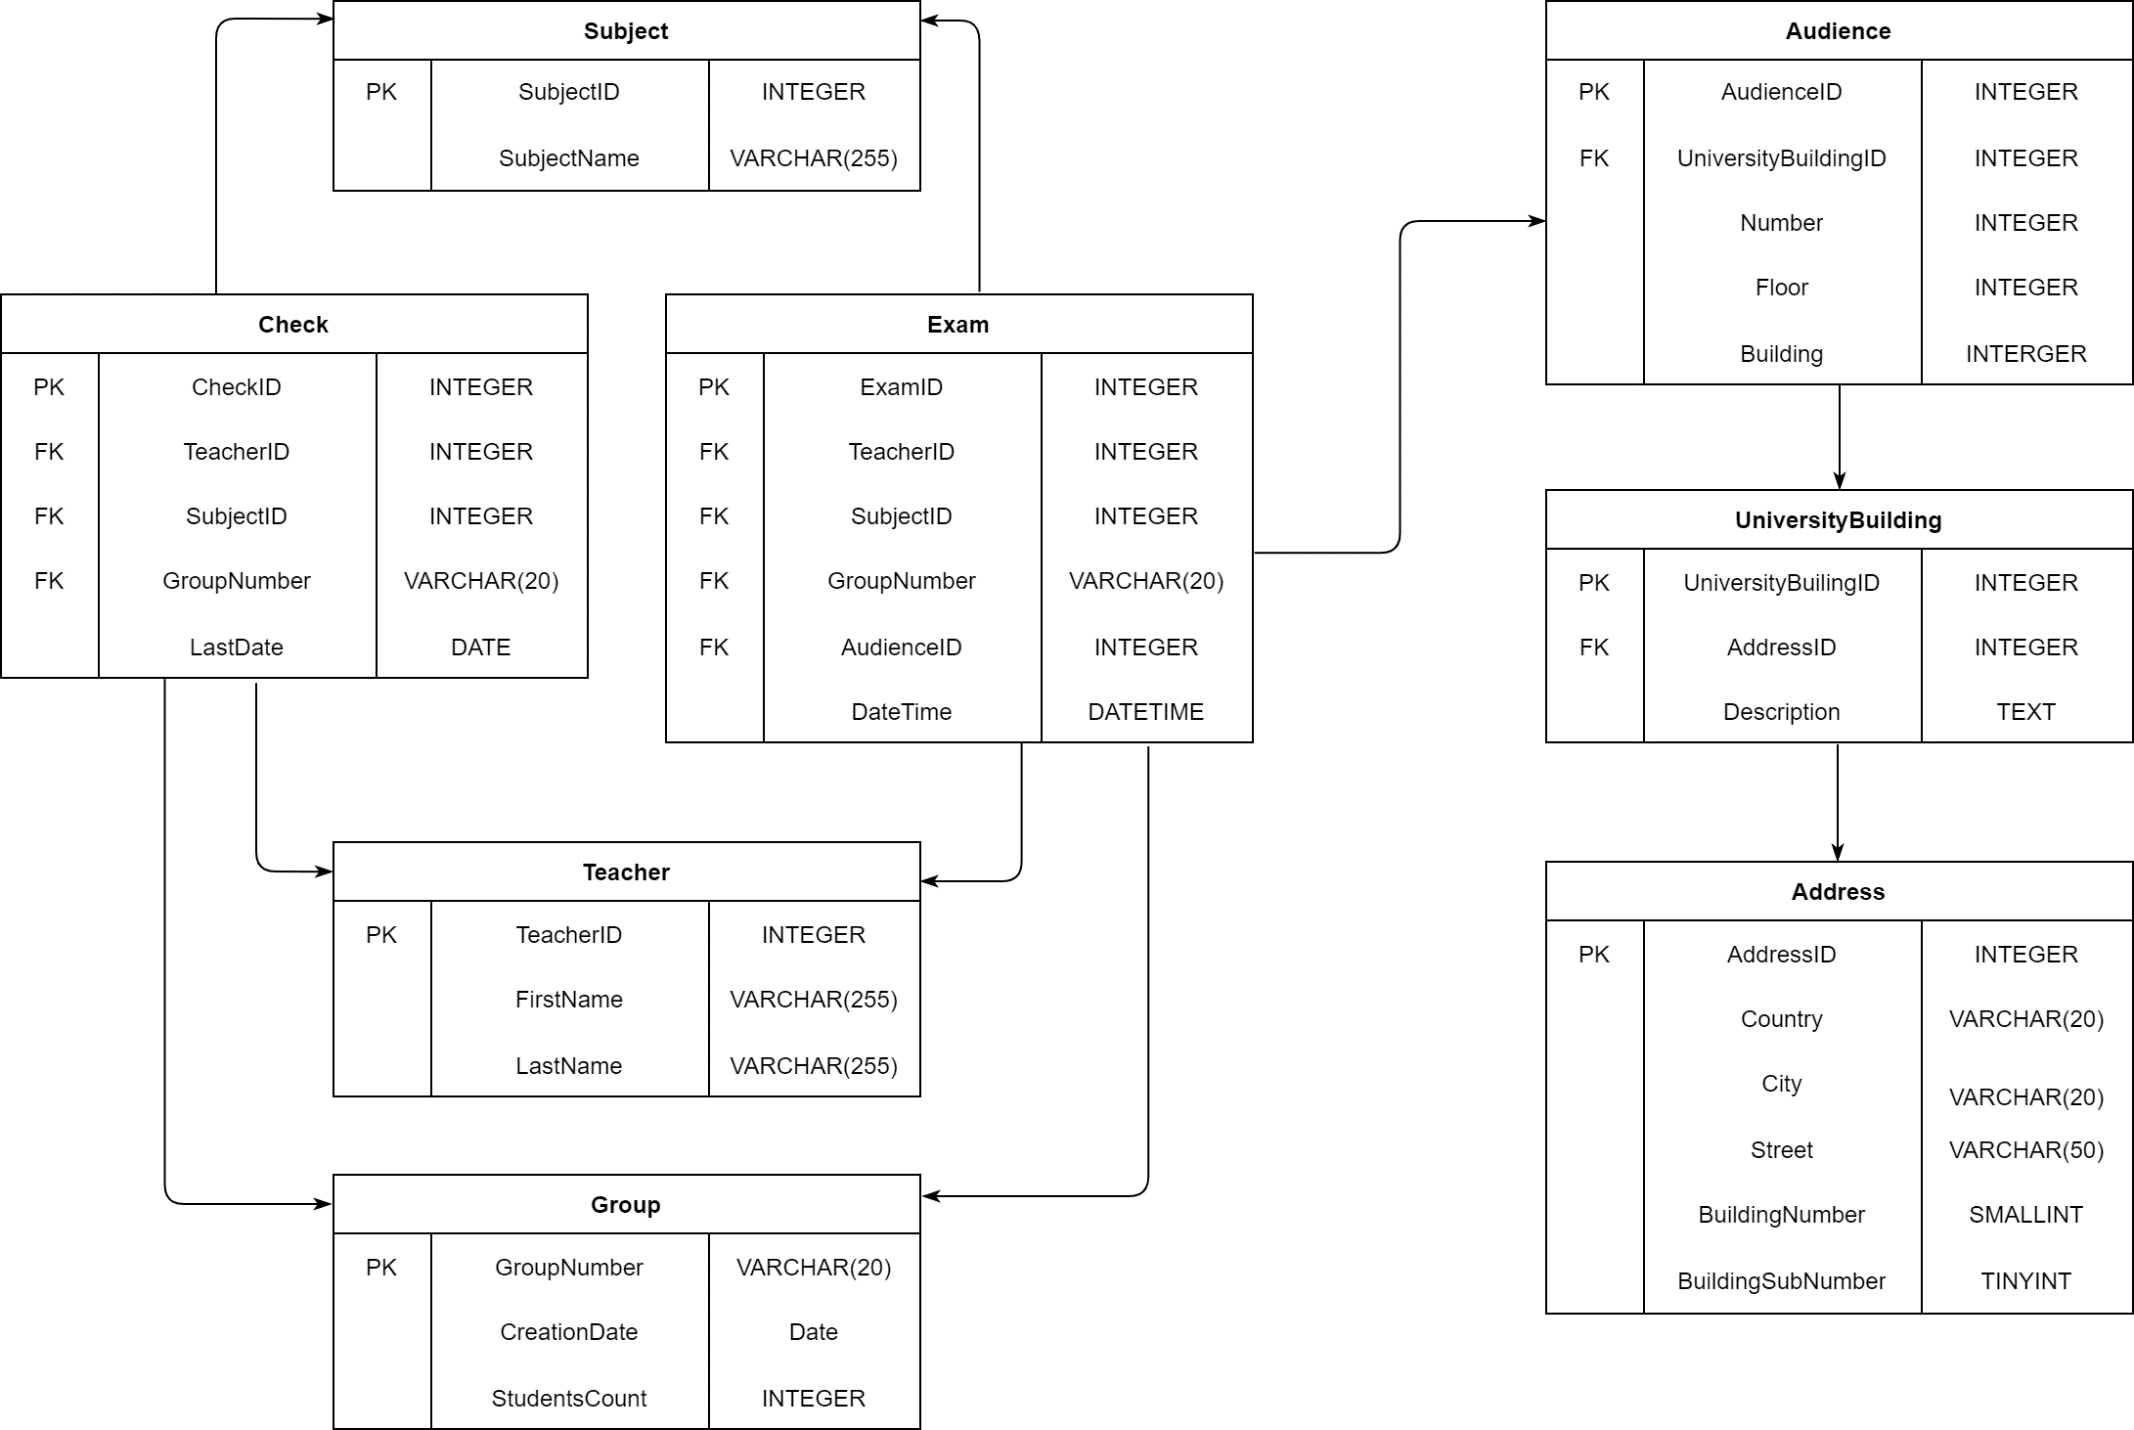 Subject
PK SubjectID INTEGER
SubjectName VARCHAR(255)
Check
PK CheckID INTEGER
FK TeacherID INTEGER
FK SubjectID INTEGER
FK GroupNumber VARCHAR(20)
LastDate DATE
Exam
PK ExamID INTEGER
FK TeacherID INTEGER
FK SubjectID INTEGER
FK GroupNumber VARCHAR(20)
FK AudienceID INTEGER
DateTime DATETIME
Teacher
PK TeacherID INTEGER
FirstName VARCHAR(255)
LastName VARCHAR(255)
Group
PK GroupNumber VARCHAR(20)
CreationDate Date
StudentsCount INTEGER
Audience
PK AudienceID INTEGER
FK UniversityBuildingID INTEGER
Number INTEGER
Floor INTEGER
Building INTERGER
UniversityBuilding
PK UniversityBuilingID INTEGER
FK AddressID INTEGER
Description TEXT
Address
PK AddressID INTEGER
Country VARCHAR(20)
City VARCHAR(20)
Street VARCHAR(50)
BuildingNumber SMALLINT
BuildingSubNumber TINYINT